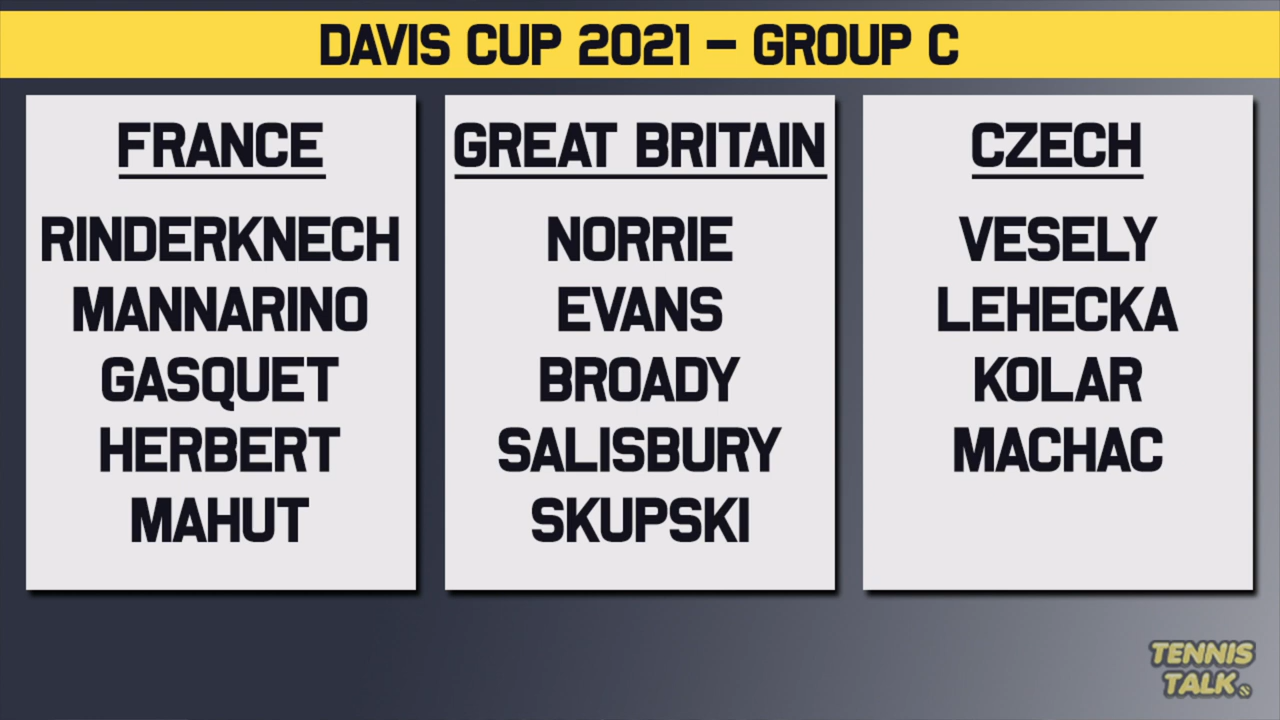 DAVIS CUP 2021 – GROUP C
FRANCE
RINDERKNECH
MANNARINO
GASQUET
HERBERT
MAHUT
GREAT BRITAIN
NORRIE
EVANS
BROADY
SALISBURY
SKUPSKI
CZECH
VESELY
LEHECKA
KOLAR
MACHAC
TENNIS
TALK